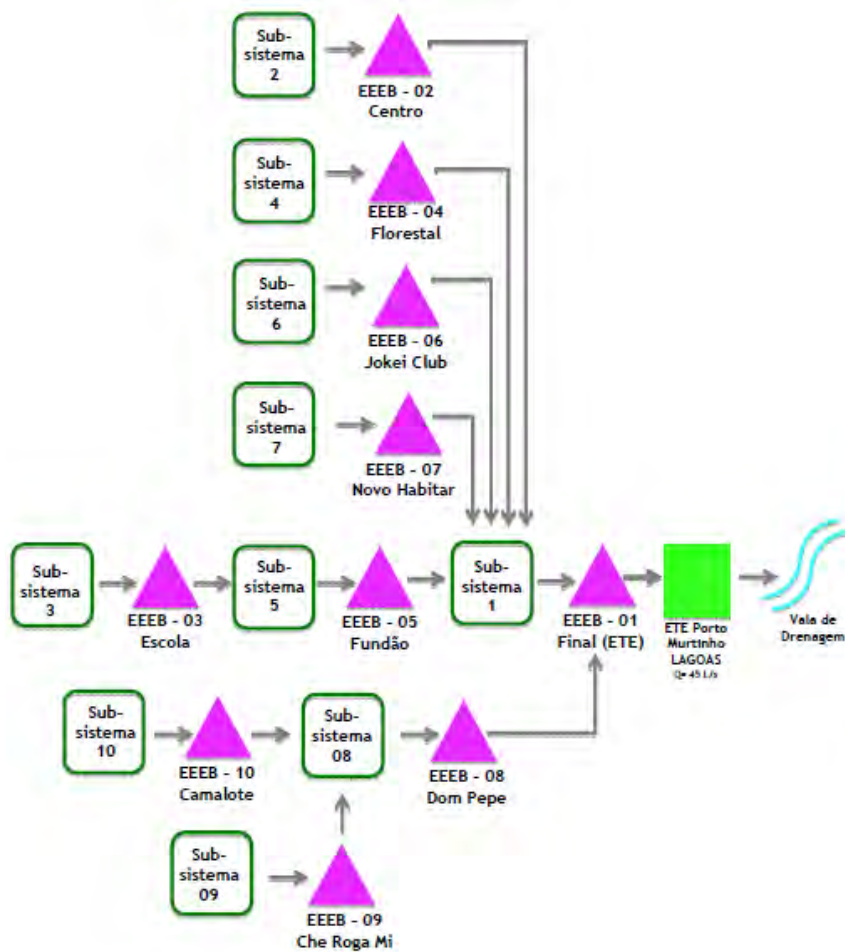 Sub-
sistema
2
EEEB - 02
Centro
Sub-
sistema
4
EEEB - 04
Florestal
Sub-
sistema
6
EEEB - 06
Jokei Club
Sub-
sistema
7
EEEB - 07
Novo Habitar
Sub-
sistema
3
EEEB - 03
Escola
Sub-
sistema
5
EEEB - 05
Fundão
Sub-
sistema
1
EEEB - 01
Final (ETE)
ETE Porto
Murtinho
LAGOAS
Q= 45 L/s
Vala de
Drenagem
Sub-
sistema
10
EEEB - 10
Camalote
Sub-
sistema
08
EEEB - 08
Dom Pepe
Sub-
sistema
09
EEEB - 09
Che Roga Mi